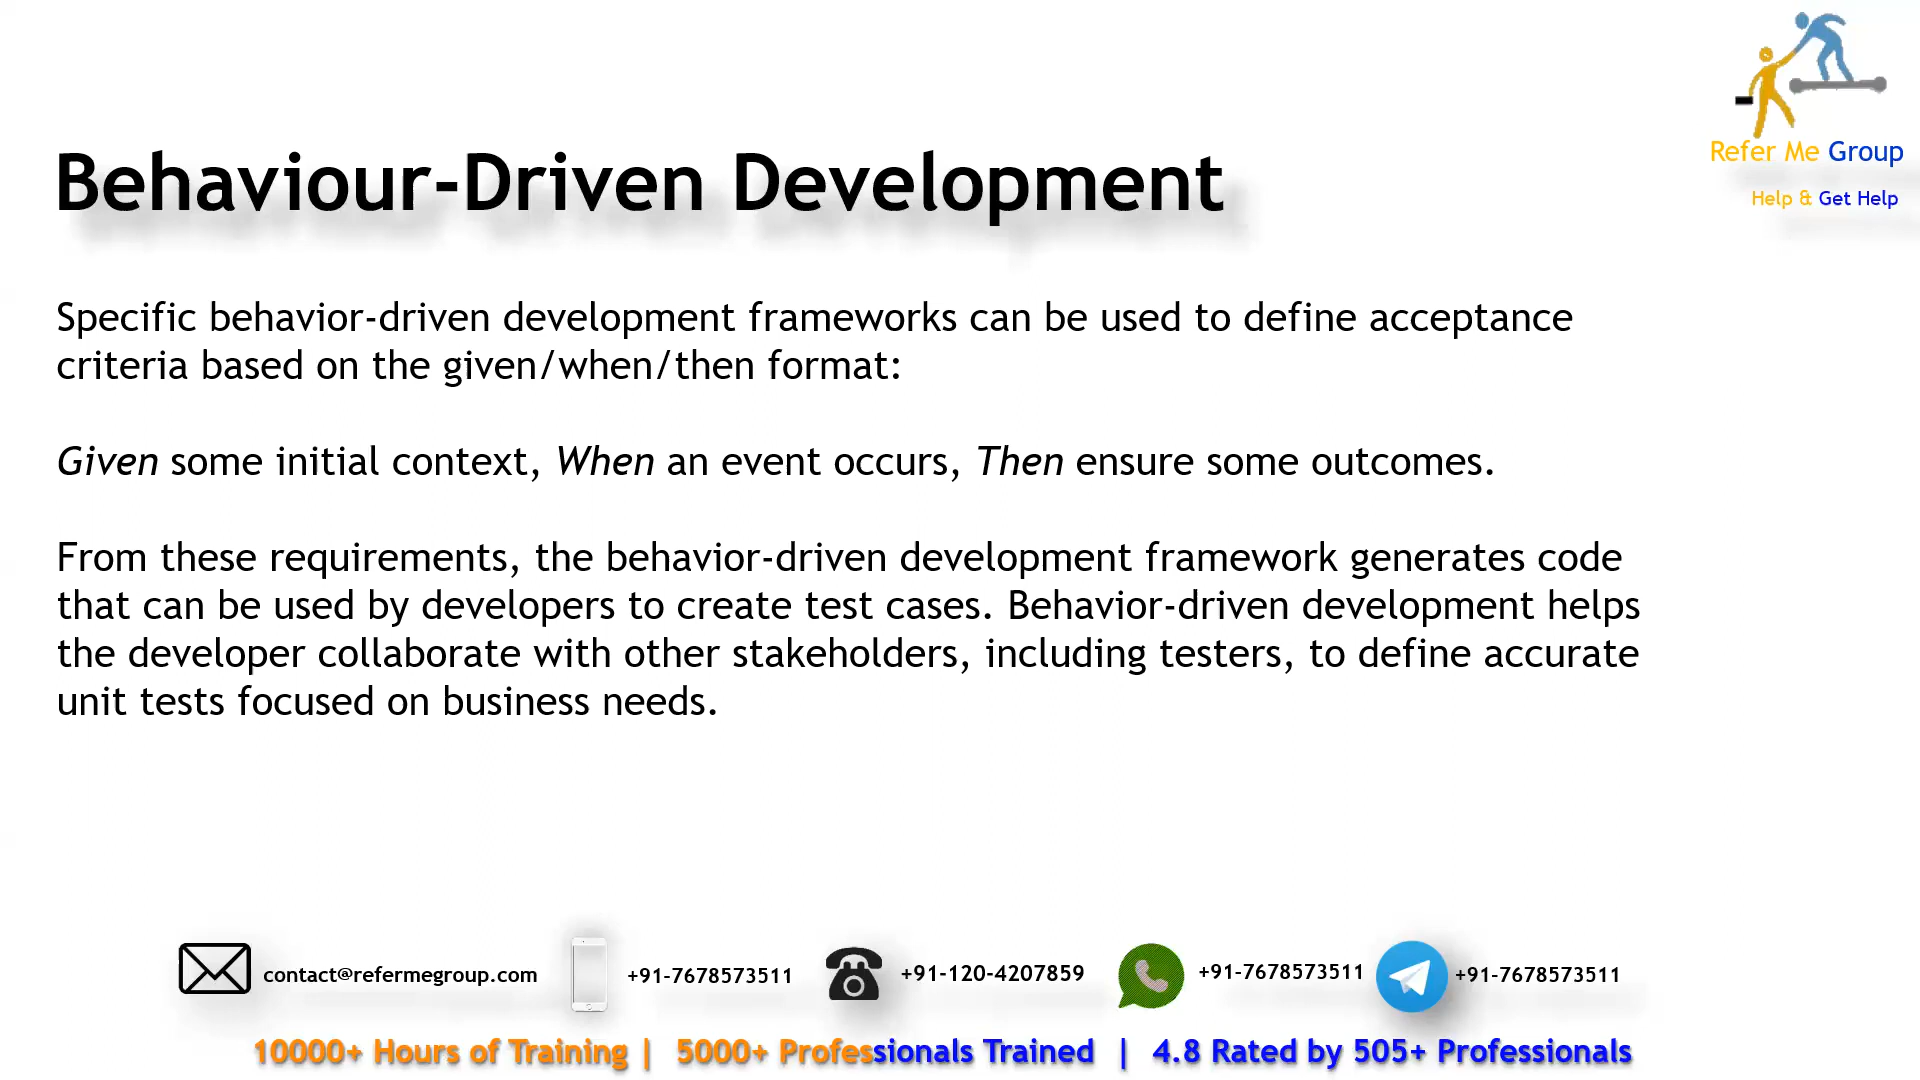 Refer Me Group
Help & Get Help
Behaviour-Driven Development
Specific behavior-driven development frameworks can be used to define acceptance
criteria based on the given/when/then format:
Given some initial context, When an event occurs, Then ensure some outcomes.
From these requirements, the behavior-driven development framework generates code
that can be used by developers to create test cases. Behavior-driven development helps
the developer collaborate with other stakeholders, including testers, to define accurate
unit tests focused on business needs.
contact@refermegroup.com +91-7678573511 +91-120-4207859 +91-7678573511 +91-7678573511
10000+ Hours of Training | 5000+ Professionals Trained | 4.8 Rated by 505+ Professionals